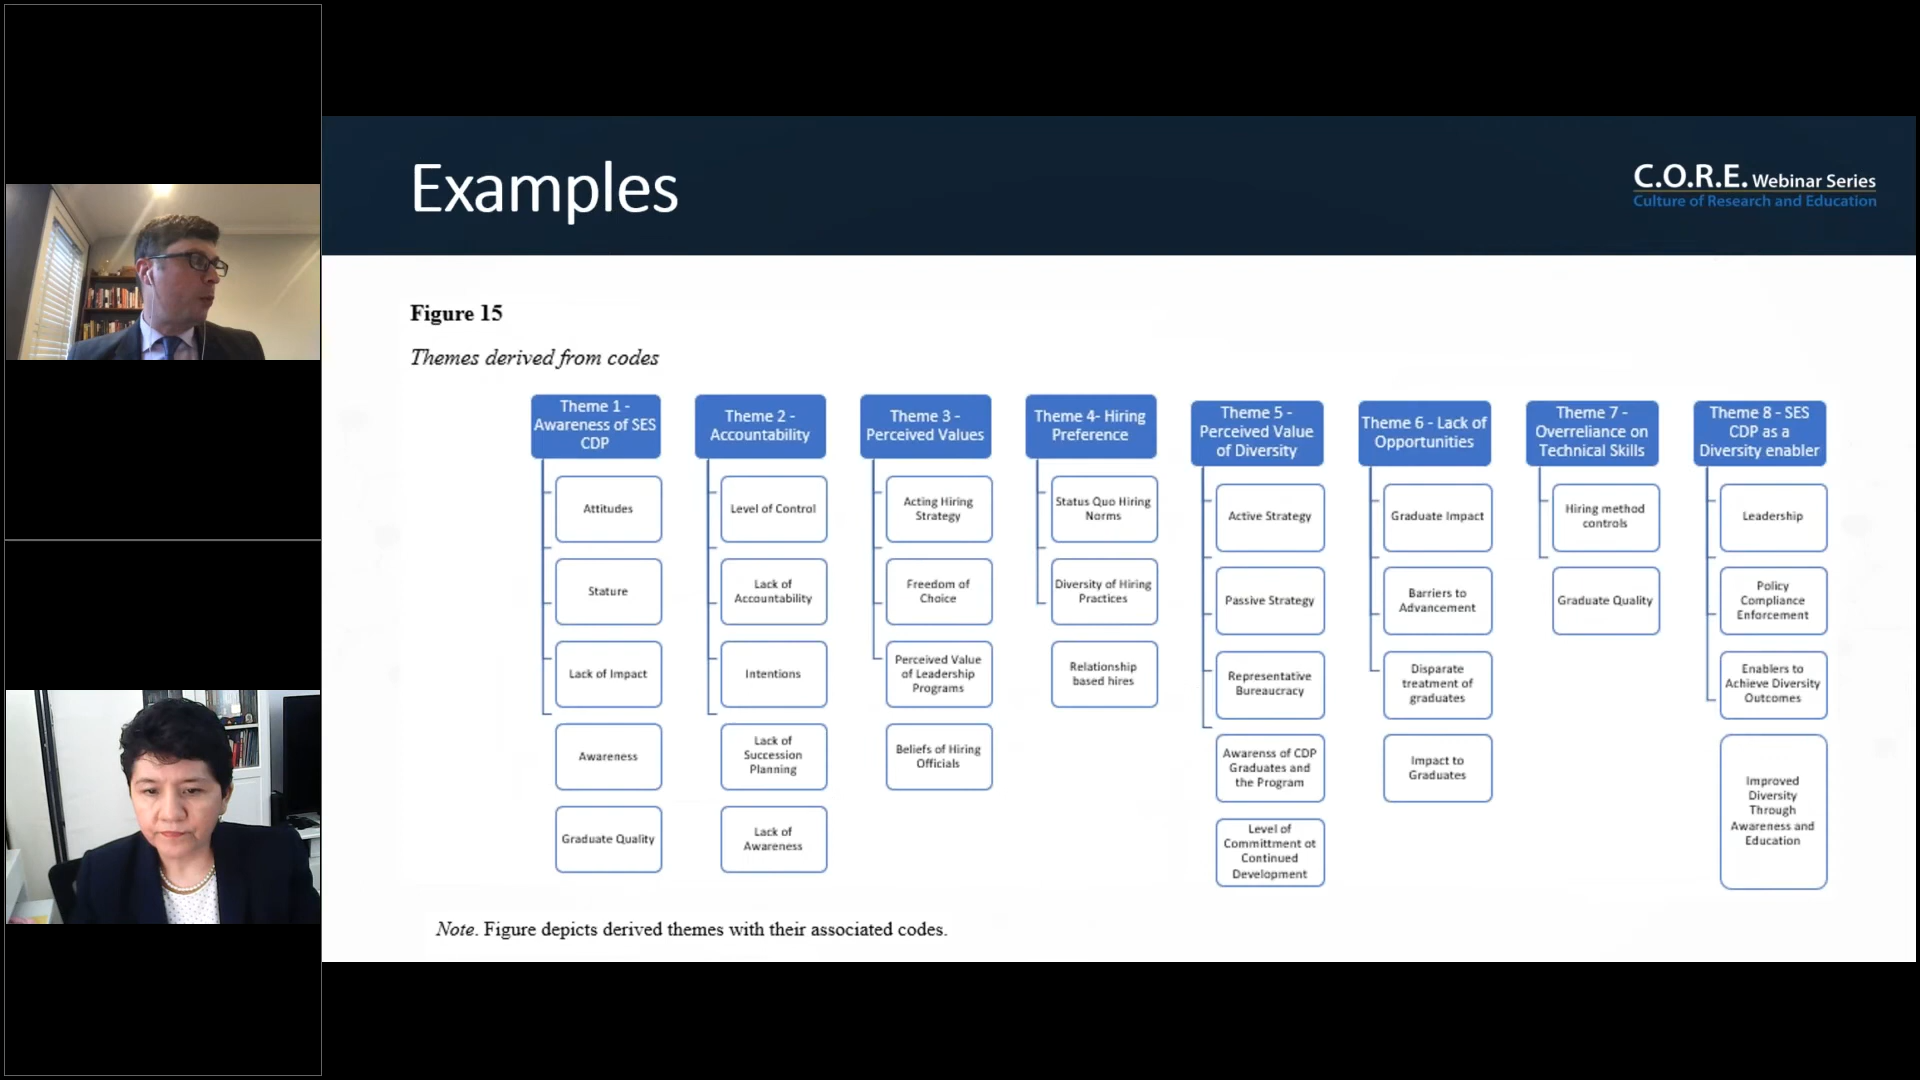 Examples
C.O.R.E. Webinar Series
Culture of Research and Education
Figure 15
Themes derived from codes
Theme 1 -
Awareness of SES
CDP
Attitudes
Stature
Lack of Impact
Awareness
Graduate Quality
Theme 2 -
Accountability
Level of Control
Lack of
Accountability
Intentions
Lack of
Succession
Planning
Lack of
Awareness
Theme 3 -
Perceived Values
Acting Hiring
Strategy
Freedom of
Choice
Perceived Value
of Leadership
Programs
Beliefs of Hiring
Officials
Theme 4- Hiring
Preference
Status Quo Hiring
Norms
Diversity of Hiring
Practices
Relationship
based hires
Theme 5 -
Perceived Value
of Diversity
Active Strategy
Passive Strategy
Representative
Bureaucracy
Awarenss of CDP
Graduates and
the Program
Level of
Committment ot
Continued
Development
Theme 6 - Lack of
Opportunities
Graduate Impact
Barriers to
Advancement
Disparate
treatment of
graduates
Impact to
Graduates
Theme 7 -
Overreliance on
Technical Skills
Hiring method
controls
Graduate Quality
Theme 8 - SES
CDP as a
Diversity enabler
Leadership
Policy
Compliance
Enforcement
Enablers to
Achieve Diversity
Outcomes
Improved
Diversity
Through
Awareness and
Education
Note. Figure depicts derived themes with their associated codes.